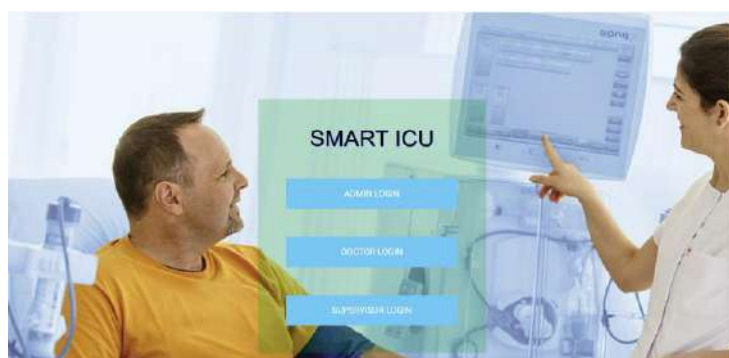 SMART ICU
ADMIN LOGIN
DOCTOR LOGIN
SUPERVISOR LOGIN